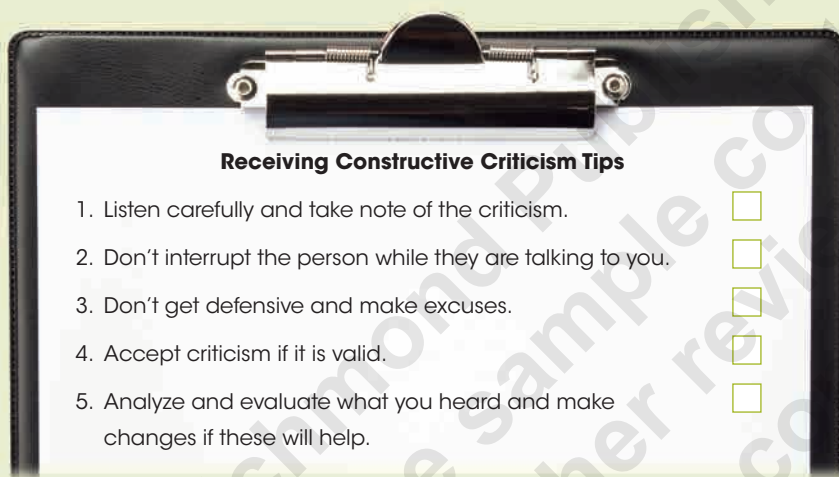 Receiving Constructive Criticism Tips
1. Listen carefully and take note of the criticism.
2. Don't interrupt the person while they are talking to you.
3. Don't get defensive and make excuses.
4. Accept criticism if it is valid.
5. Analyze and evaluate what you heard and make
changes if these will help.